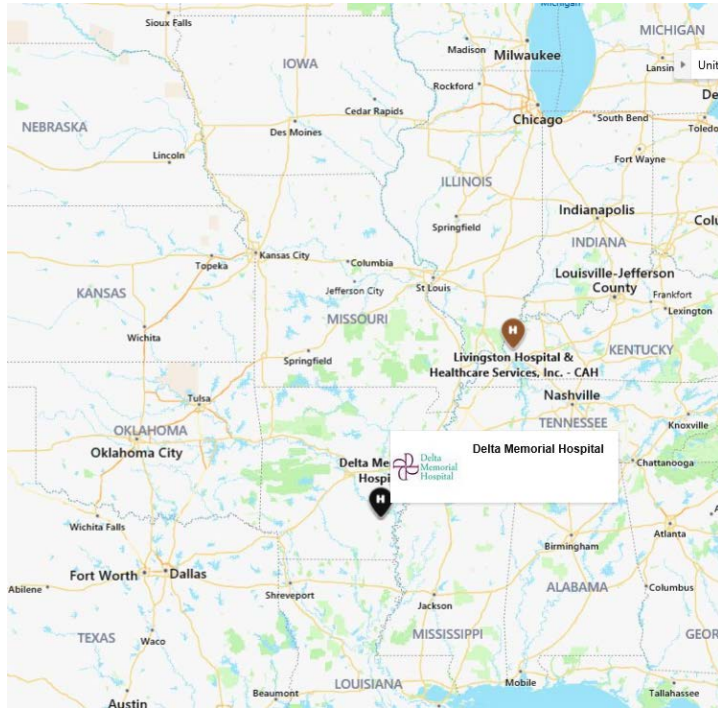 Michigan
Sioux Falls
MICHIGAN
Madison
Milwaukee
IOWA
Lansin
Unit
Rockford
De
Cedar Rapids
Chicago
South Bend
Toledo
NEBRASKA
Des Moines
Fort Wayne
Lincoln
ILLINOIS
Indianapolis
Springfield
Colu
INDIANA
Kansas City
Columbia
Topeka
Louisville-Jefferson
County
St Louis
Jefferson City
Frankfort
KANSAS
Lexington
MISSOURI
H
Wichita
KENTUCKY
Livingston Hospital &
Healthcare Services, Inc. - CAH
Springfield
Nashville
Tulsa
TENNESSEE
Knoxville
OKLAHOMA
Oklahoma City
Delta Memorial Hospital
Delta
Memorial
Hospital
Delta Me
Hospi
Chattanooga
H
Wichita Falls
Atlanta
Birmingham
Fort Worth
Dallas
Abilene
ALABAMA
Columbus
Shreveport
Jackson
TEXAS
Waco
MISSISSIPPI
GEOR
LOUISIANA
Mobile
Austin
Beaumont
Tallahassee